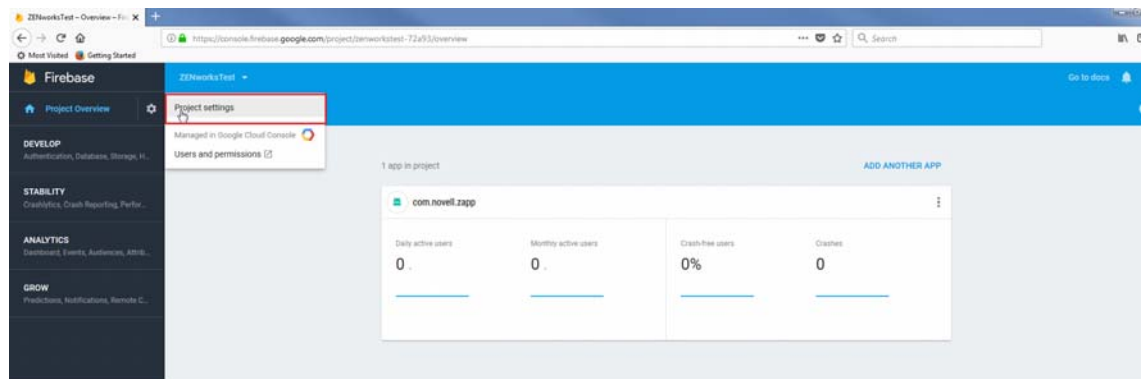 ZENworksTest – Overview – Fir
https://console.firebase.google.com/project/zenworkstest-72a93/overview
Search
Most Visited Getting Started
Firebase
ZENworksTest
Go to docs
Project Overview
Project settings
Managed in Google Cloud Console
Users and permissions
DEVELOP
Authentication, Database, Storage, H...
STABILITY
Crashlytics, Crash Reporting, Perfor...
ANALYTICS
Dashboard, Events, Audiences, Attrib...
GROW
Predictions, Notifications, Remote C...
1 app in project
ADD ANOTHER APP
com.novell.zapp
Daily active users
Monthly active users
Crash-free users
Crashes
0
0
0%
0